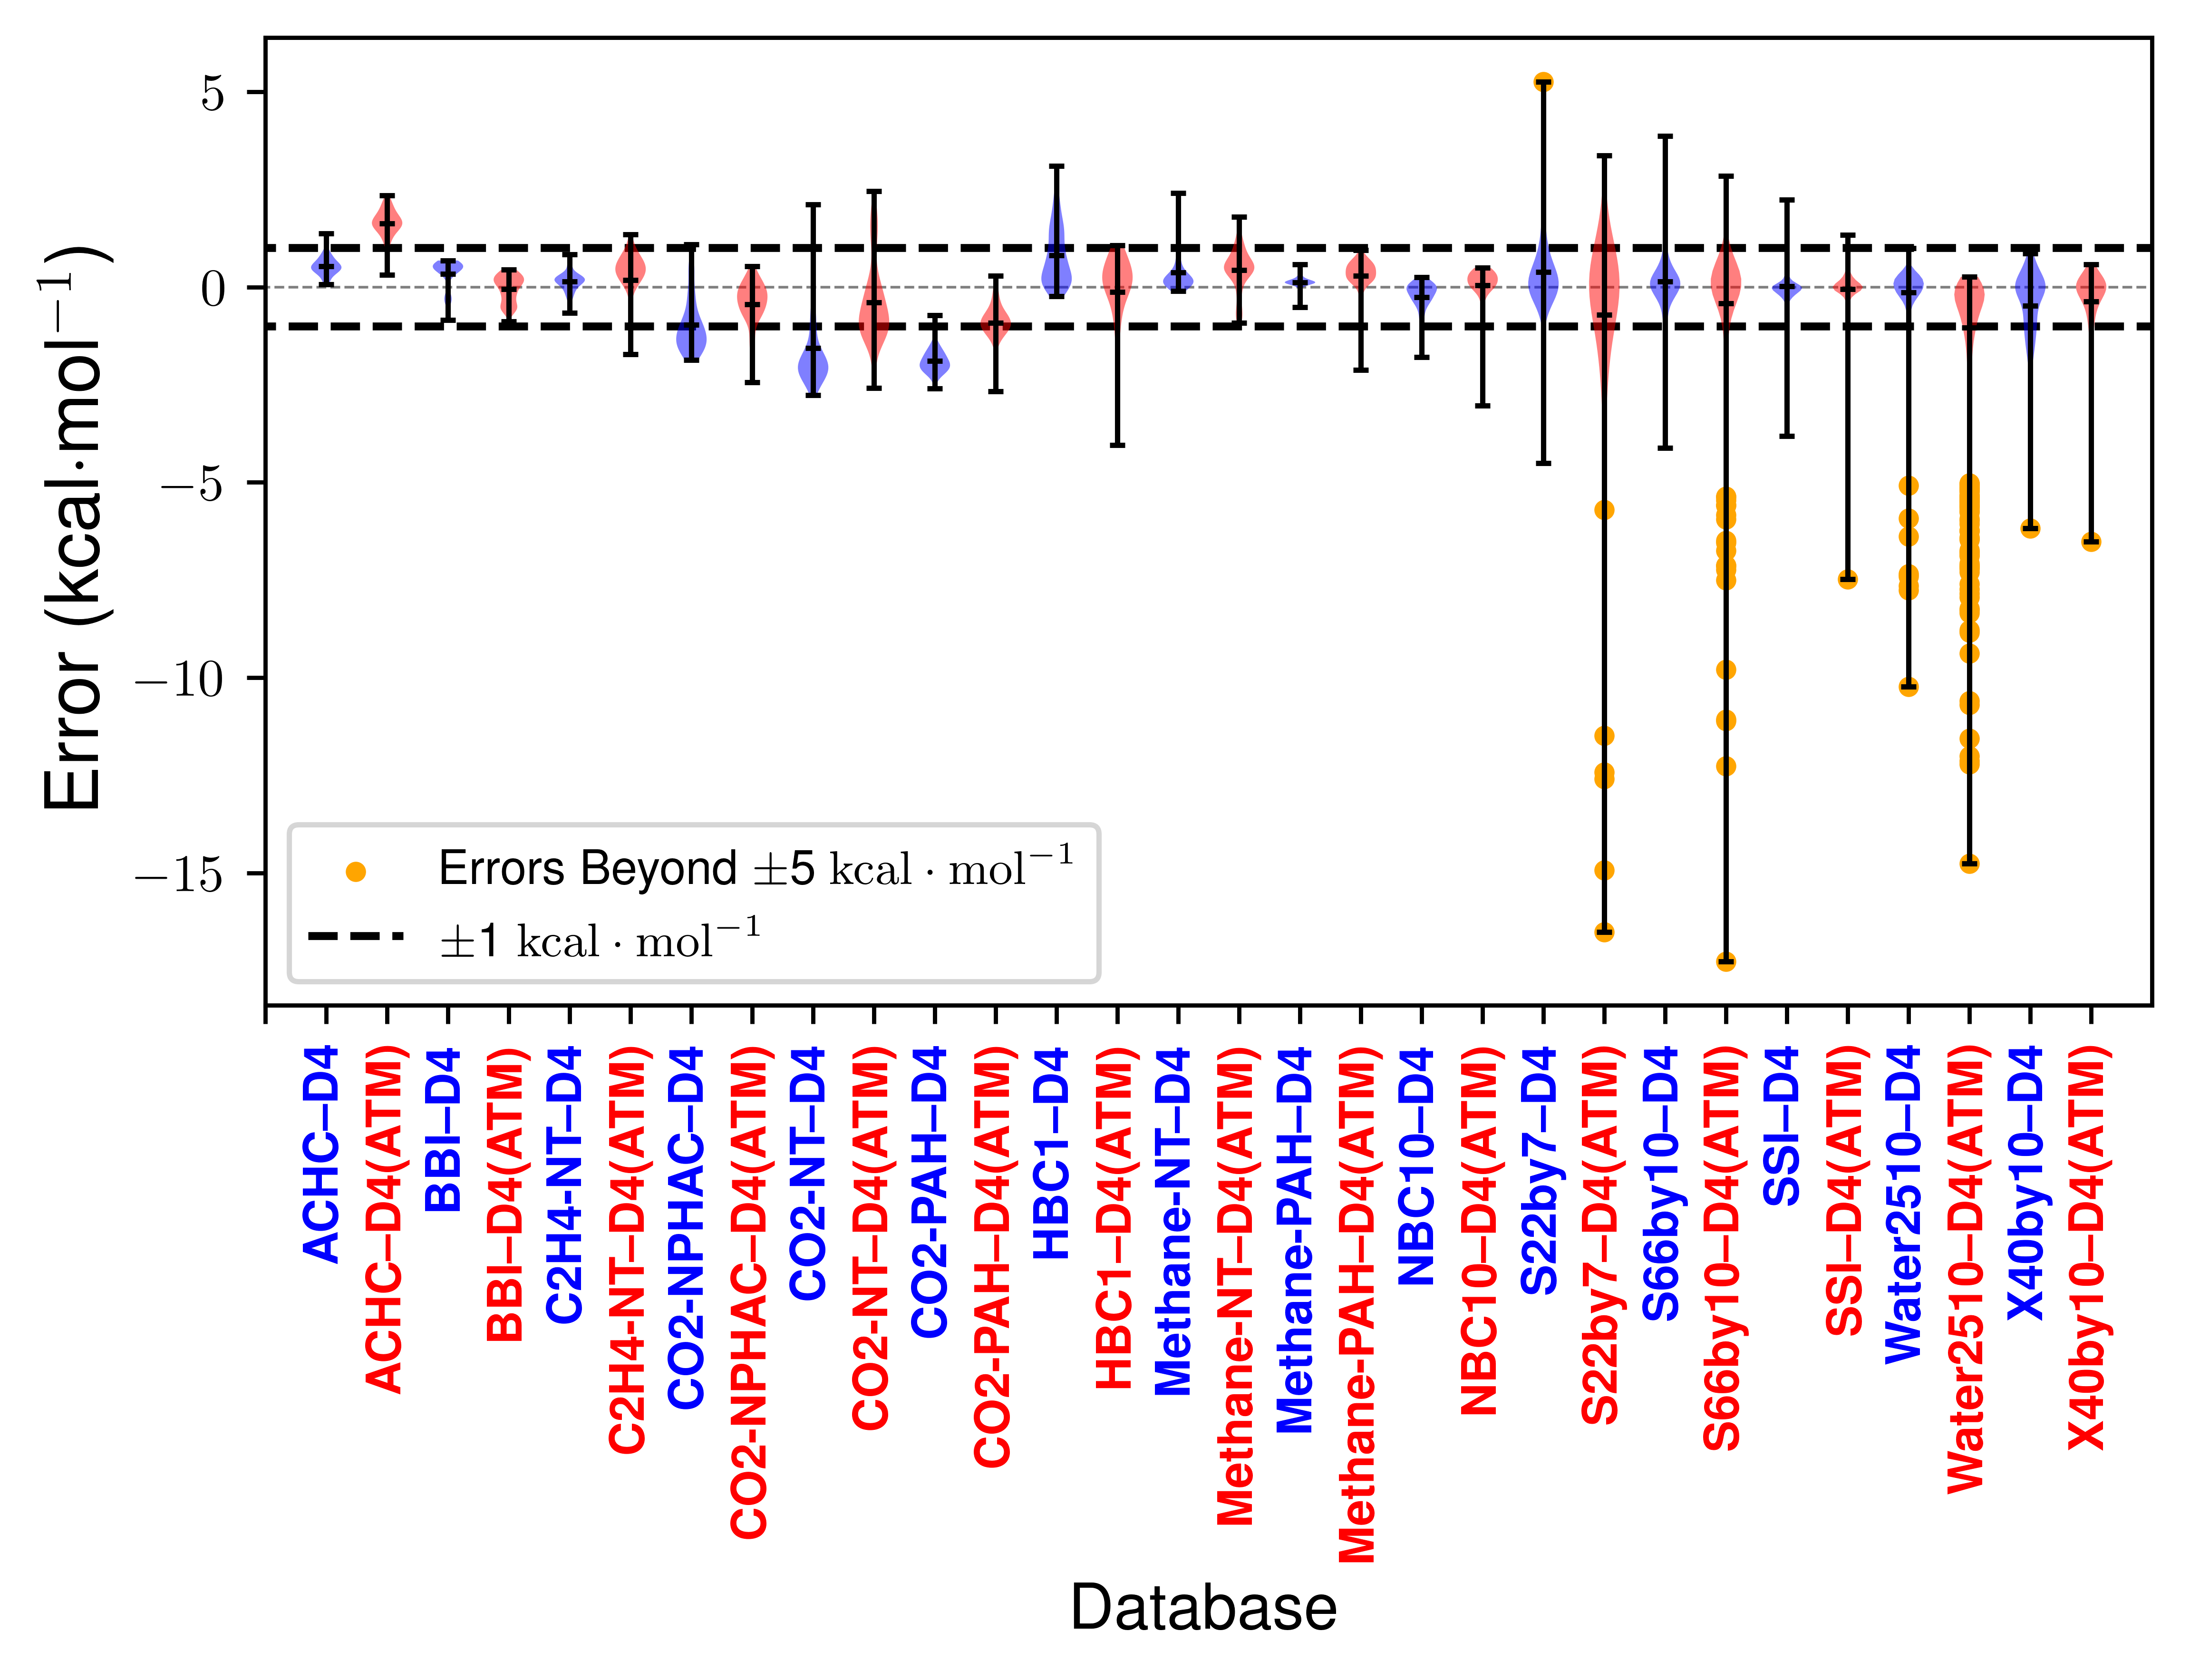 Error (kcal·mol⁻¹)
5
0
−5
−10
−15
Errors Beyond ±5 kcal · mol⁻¹
±1 kcal · mol⁻¹
ACHC–D4
ACHC–D4(ATM)
BBI–D4
BBI–D4(ATM)
C2H4-NT–D4
C2H4-NT–D4(ATM)
CO2-NPHAC–D4
CO2-NPHAC–D4(ATM)
CO2-NT–D4
CO2-NT–D4(ATM)
CO2-PAH–D4
CO2-PAH–D4(ATM)
HBC1–D4
HBC1–D4(ATM)
Methane-NT–D4
Methane-NT–D4(ATM)
Methane-PAH–D4
Methane-PAH–D4(ATM)
NBC10–D4
NBC10–D4(ATM)
S22by7–D4
S22by7–D4(ATM)
S66by10–D4
S66by10–D4(ATM)
SSI–D4
SSI–D4(ATM)
Water2510–D4
Water2510–D4(ATM)
X40by10–D4
X40by10–D4(ATM)
Database